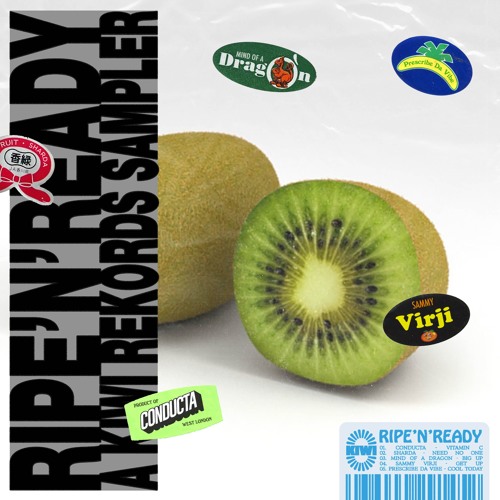 RIPE'N'READY
A KIWI REKORDS SAMPLER
MIND OF A
Dragon
Prescribe Da Vibe
FRUIT · SHARDA
香緑
SAMMY
Virji
PRODUCT OF
CONDUCTA
WEST LONDON
KIWI
RIPE'N'READY
01. CONDUCTA - VITAMIN C
02. SHARDA - NEED NO ONE
03. MIND OF A DRAGON - BIG UP
04. SAMMY VIRJI - GET UP
05. PRESCRIBE DA VIBE - COOL TODAY